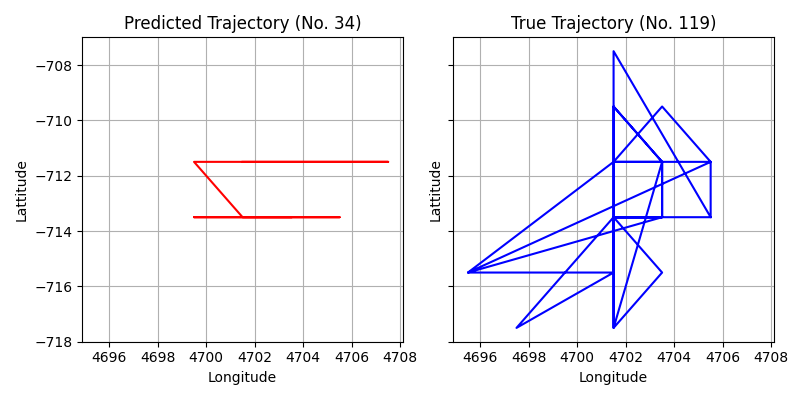 Predicted Trajectory (No. 34)
−708
−710
−712
−714
−716
−718
Lattitude
4696 4698 4700 4702 4704 4706 4708
Longitude
True Trajectory (No. 119)
Lattitude
4696 4698 4700 4702 4704 4706 4708
Longitude